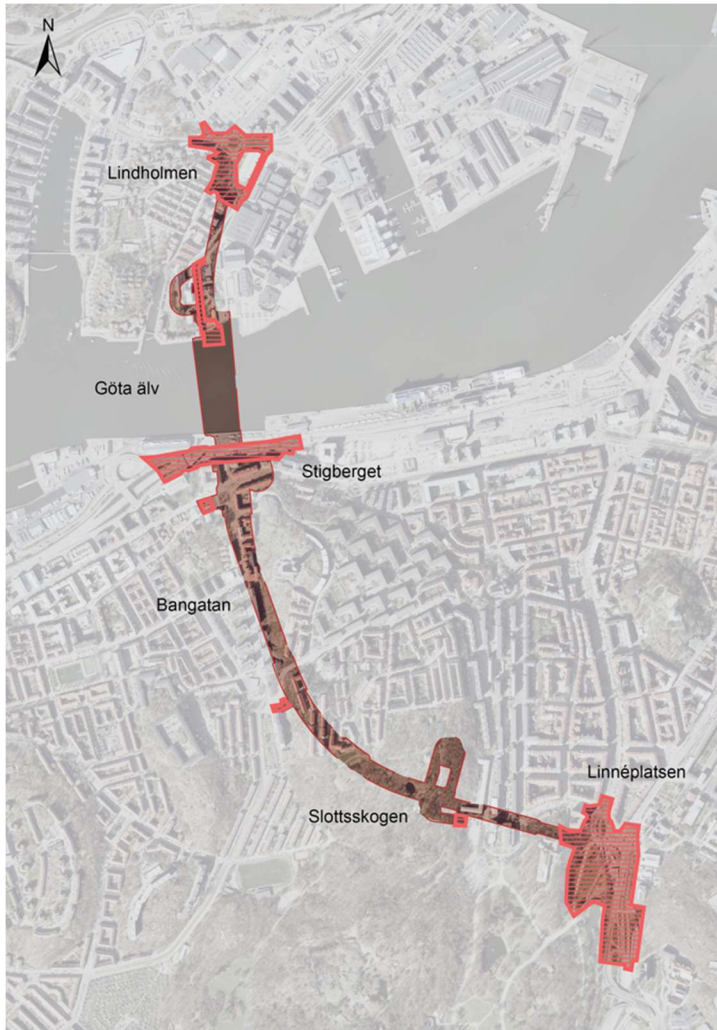 N
Lindholmen
Göta älv
Stigberget
Bangatan
Linnéplatsen
Slottsskogen